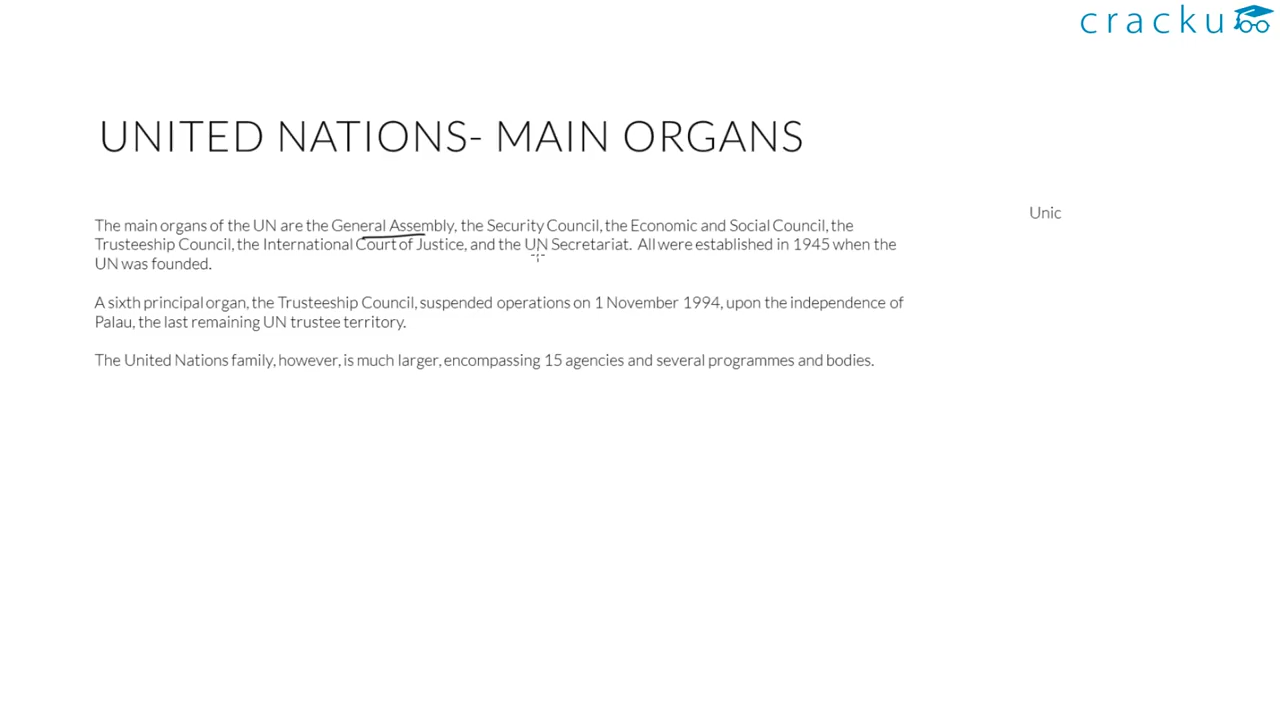 cracku
UNITED NATIONS- MAIN ORGANS
Unic
The main organs of the UN are the General Assembly, the Security Council, the Economic and Social Council, the
Trusteeship Council, the International Court of Justice, and the UN Secretariat. All were established in 1945 when the
UN was founded.
A sixth principal organ, the Trusteeship Council, suspended operations on 1 November 1994, upon the independence of
Palau, the last remaining UN trustee territory.
The United Nations family, however, is much larger, encompassing 15 agencies and several programmes and bodies.